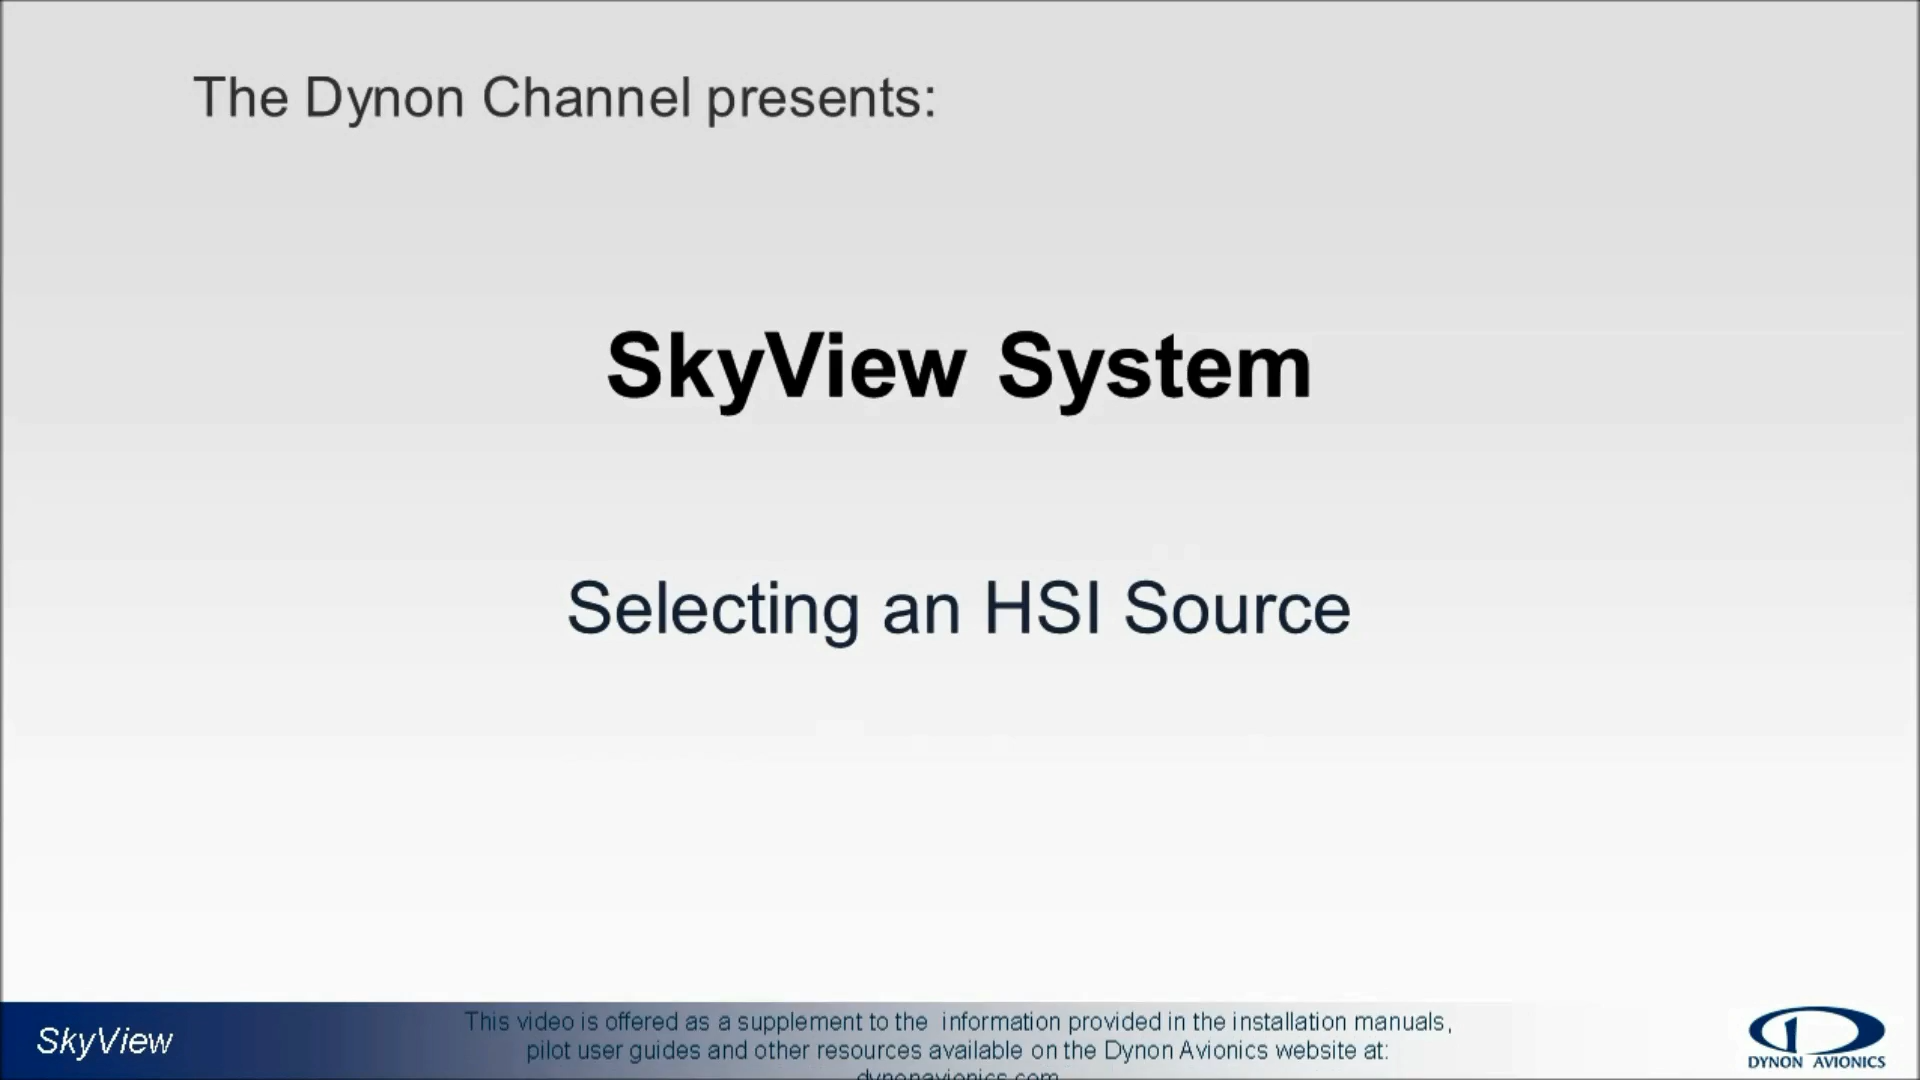 The Dynon Channel presents:
SkyView System
Selecting an HSI Source
SkyView
This video is offered as a supplement to the information provided in the installation manuals,
pilot user guides and other resources available on the Dynon Avionics website at:
dynonavionics.com
DYNON AVIONICS